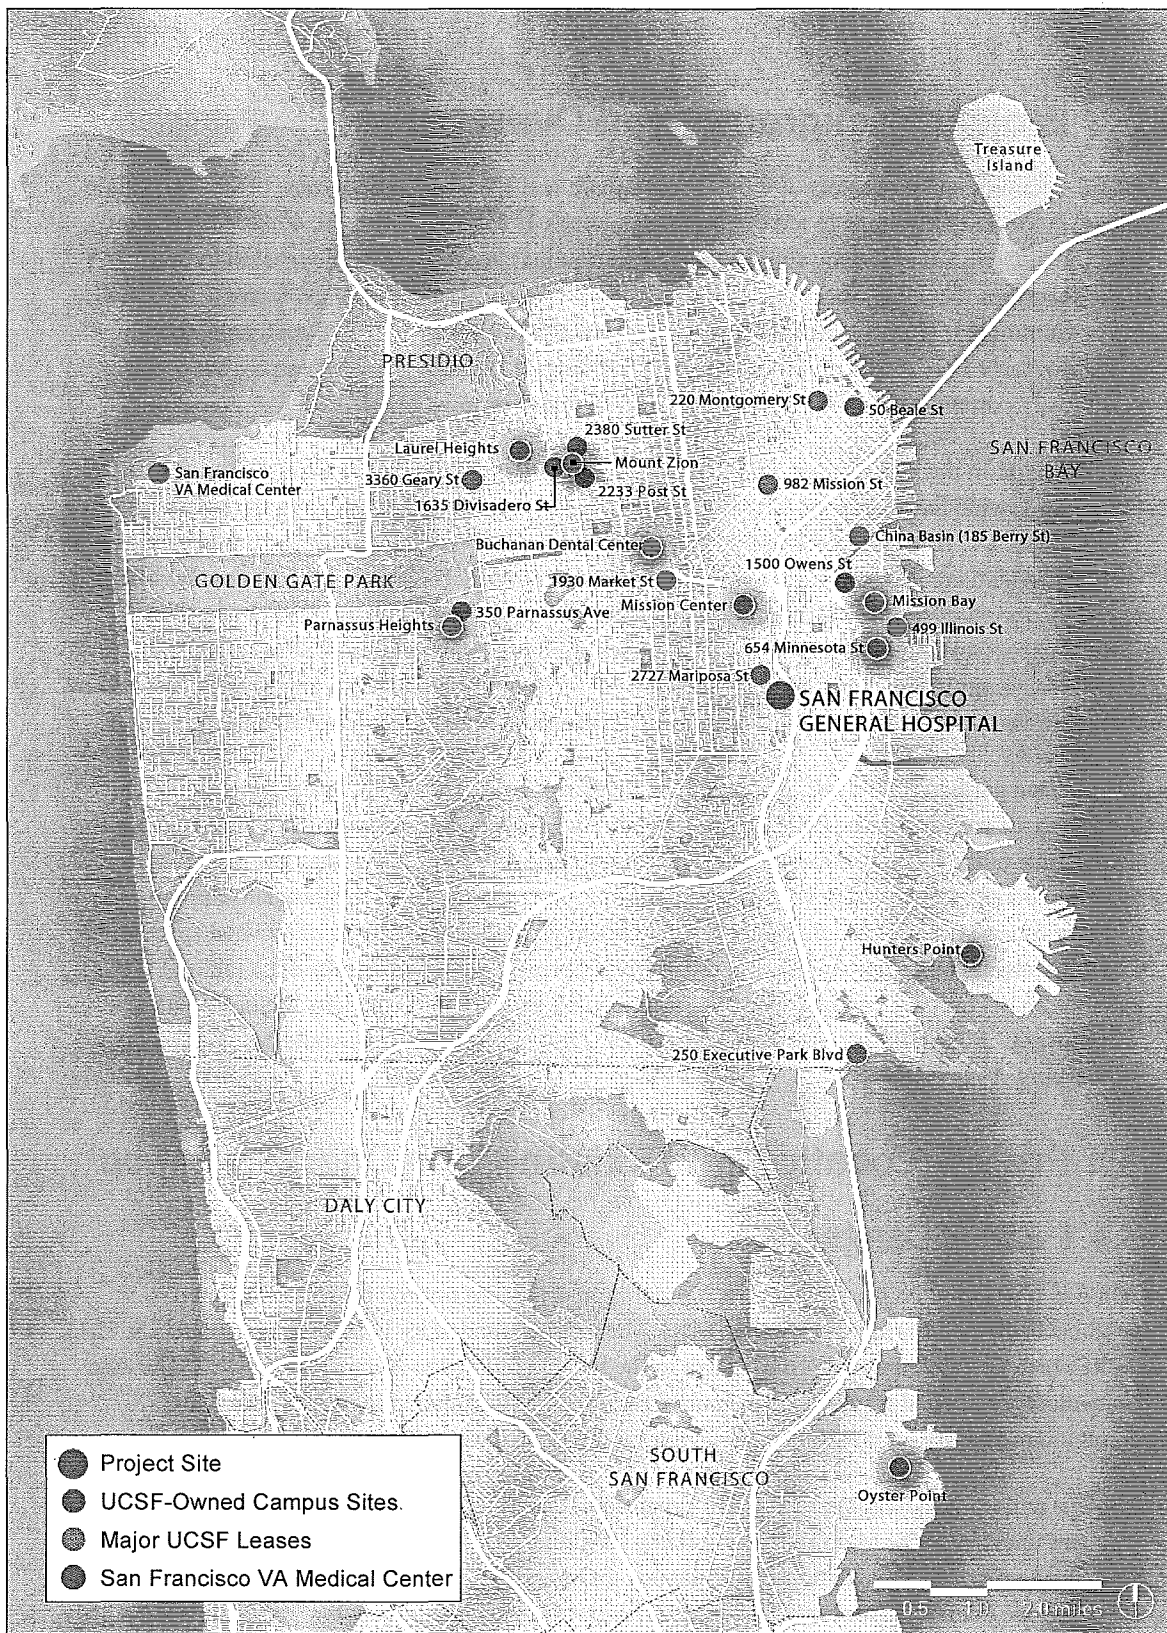 Treasure
Island
PRESIDIO
220 Montgomery St
50 Beale St
2380 Sutter St
Laurel Heights
SAN FRANCISCO
BAY
Mount Zion
San Francisco
VA Medical Center
3360 Geary St
982 Mission St
2233 Post St
1635 Divisadero St
China Basin (185 Berry St)
Buchanan Dental Center
1500 Owens St
GOLDEN GATE PARK
1930 Market St
Mission Center
Mission Bay
350 Parnassus Ave
Parnassus Heights
499 Illinois St
654 Minnesota St
2727 Mariposa St
SAN FRANCISCO
GENERAL HOSPITAL
Hunters Point
250 Executive Park Blvd
DALY CITY
SOUTH
SAN FRANCISCO
Oyster Point
Project Site
UCSF-Owned Campus Sites.
Major UCSF Leases
San Francisco VA Medical Center
0.5 1.0 2.0 miles